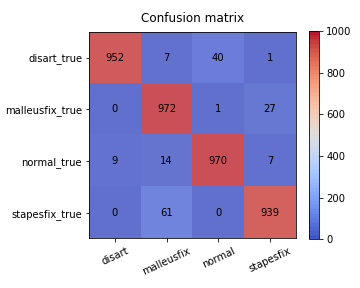 Confusion matrix
disart_true 952 7 40 1
malleusfix_true 0 972 1 27
normal_true 9 14 970 7
stapesfix_true 0 61 0 939
disart malleusfix normal stapesfix
1000
800
600
400
200
0